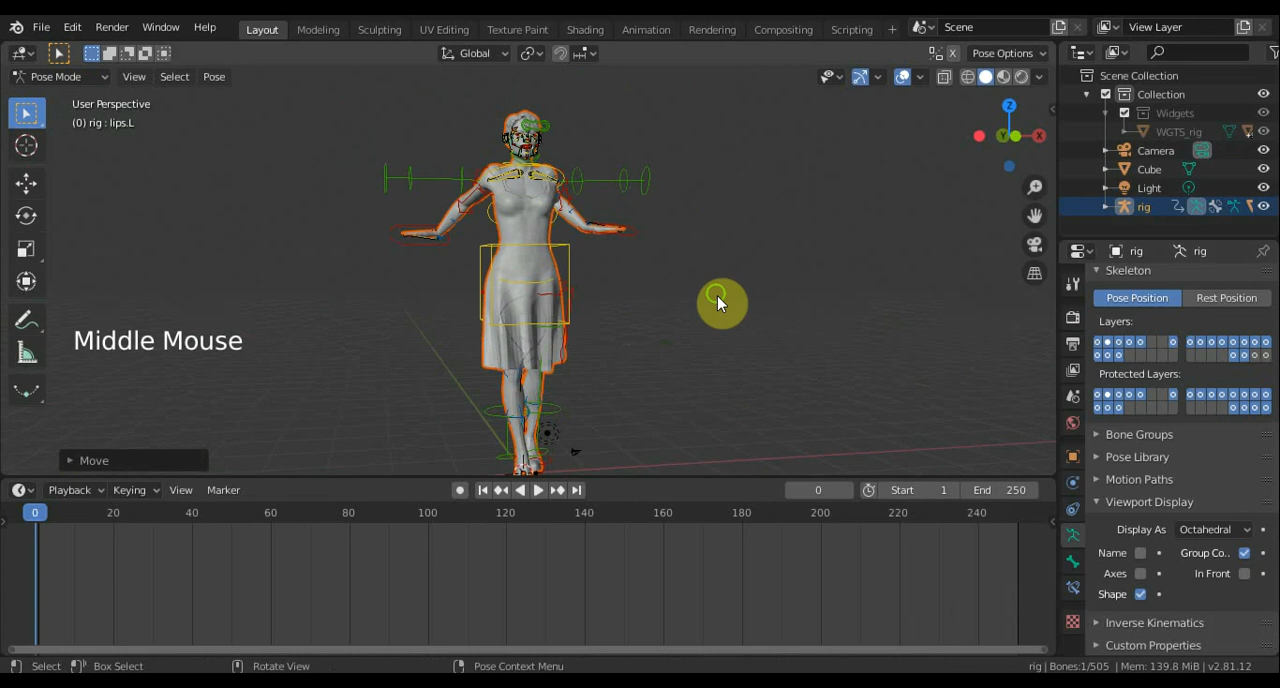 File Edit Render Window Help Layout Modeling Sculpting UV Editing Texture Paint Shading Animation Rendering Compositing Scripting + Scene View Layer
Global Pose Options
Pose Mode View Select Pose
User Perspective
(0) rig : lips.L
Z
Y X
Middle Mouse
Move
Scene Collection
Collection
Widgets
WGTS_rig
Camera
Cube
Light
rig
rig rig
Skeleton
Pose Position Rest Position
Layers:
Protected Layers:
Bone Groups
Pose Library
Motion Paths
Viewport Display
Display As Octahedral
Name Group Co..
Axes In Front
Shape
Inverse Kinematics
Custom Properties
Playback Keying View Marker 0 Start 1 End 250
0 20 40 60 80 100 120 140 160 180 200 220 240
Select Box Select Rotate View Pose Context Menu rig | Bones:1/505 | Mem: 139.8 MiB | v2.81.12